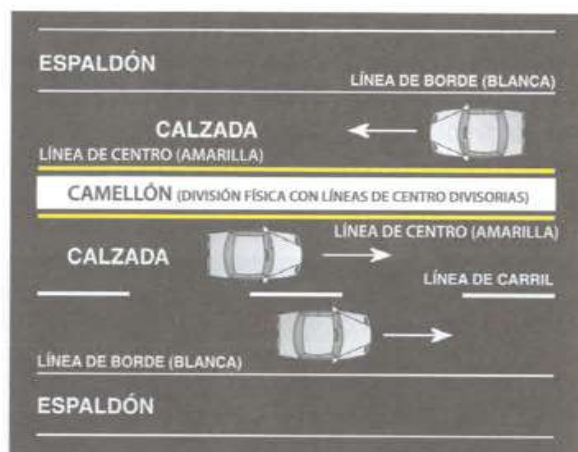 ESPALDÓN
LÍNEA DE BORDE (BLANCA)
CALZADA
LÍNEA DE CENTRO (AMARILLA)
CAMELLÓN (DIVISIÓN FÍSICA CON LÍNEAS DE CENTRO DIVISORIAS)
LÍNEA DE CENTRO (AMARILLA)
CALZADA
LÍNEA DE CARRIL
LÍNEA DE BORDE (BLANCA)
ESPALDÓN